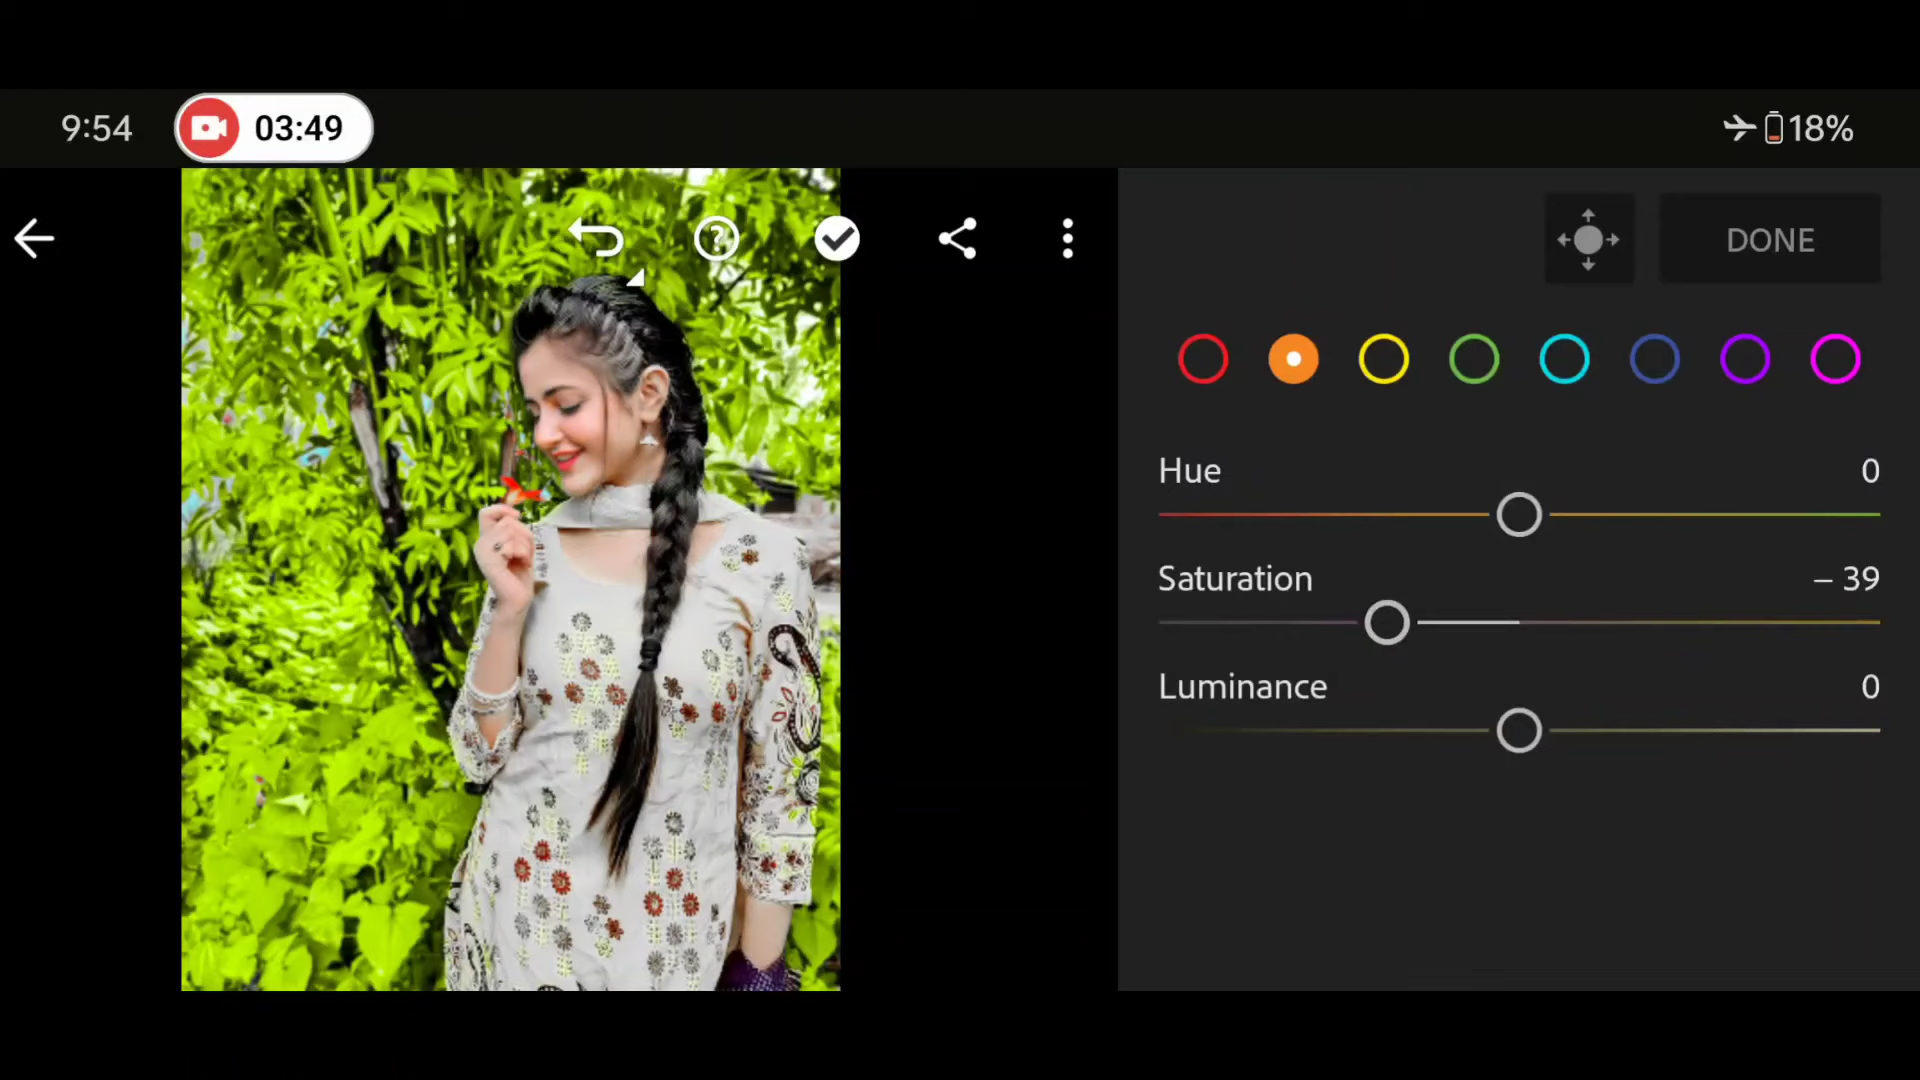 9:54
03:49
18%
DONE
Hue 0
Saturation – 39
Luminance 0